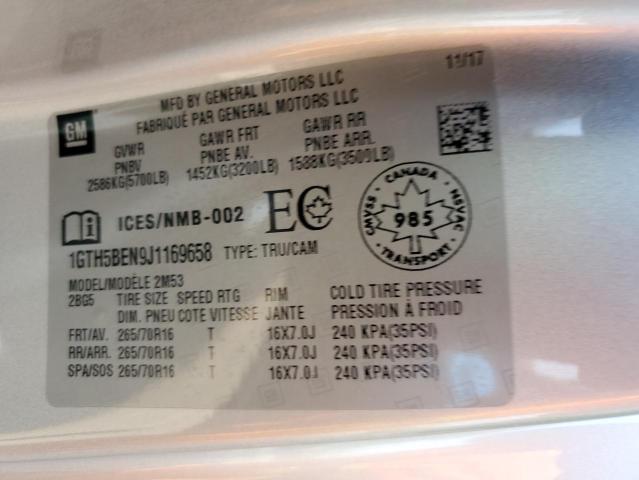 11/17
MFD BY GENERAL MOTORS LLC
FABRIQUÉ PAR GENERAL MOTORS LLC
GM
GVWR GAWR FRT GAWR RR
PNBV PNBE AV. PNBE ARR.
2586KG(5700LB) 1452KG(3200LB) 1588KG(3500LB)
ICES/NMB-002 EC
CANADA
CMVSS 985 NSVAC
TRANSPORT
1GTH5BEN9J1169658 TYPE: TRU/CAM
MODEL/MODÈLE 2M53
2BG5 TIRE SIZE SPEED RTG RIM COLD TIRE PRESSURE
DIM. PNEU COTE VITESSE JANTE PRESSION À FROID
FRT/AV. 265/70R16 T 16X7.0J 240 KPA(35PSI)
RR/ARR. 265/70R16 T 16X7.0J 240 KPA(35PSI)
SPA/SOS 265/70R16 T 16X7.0J 240 KPA(35PSI)